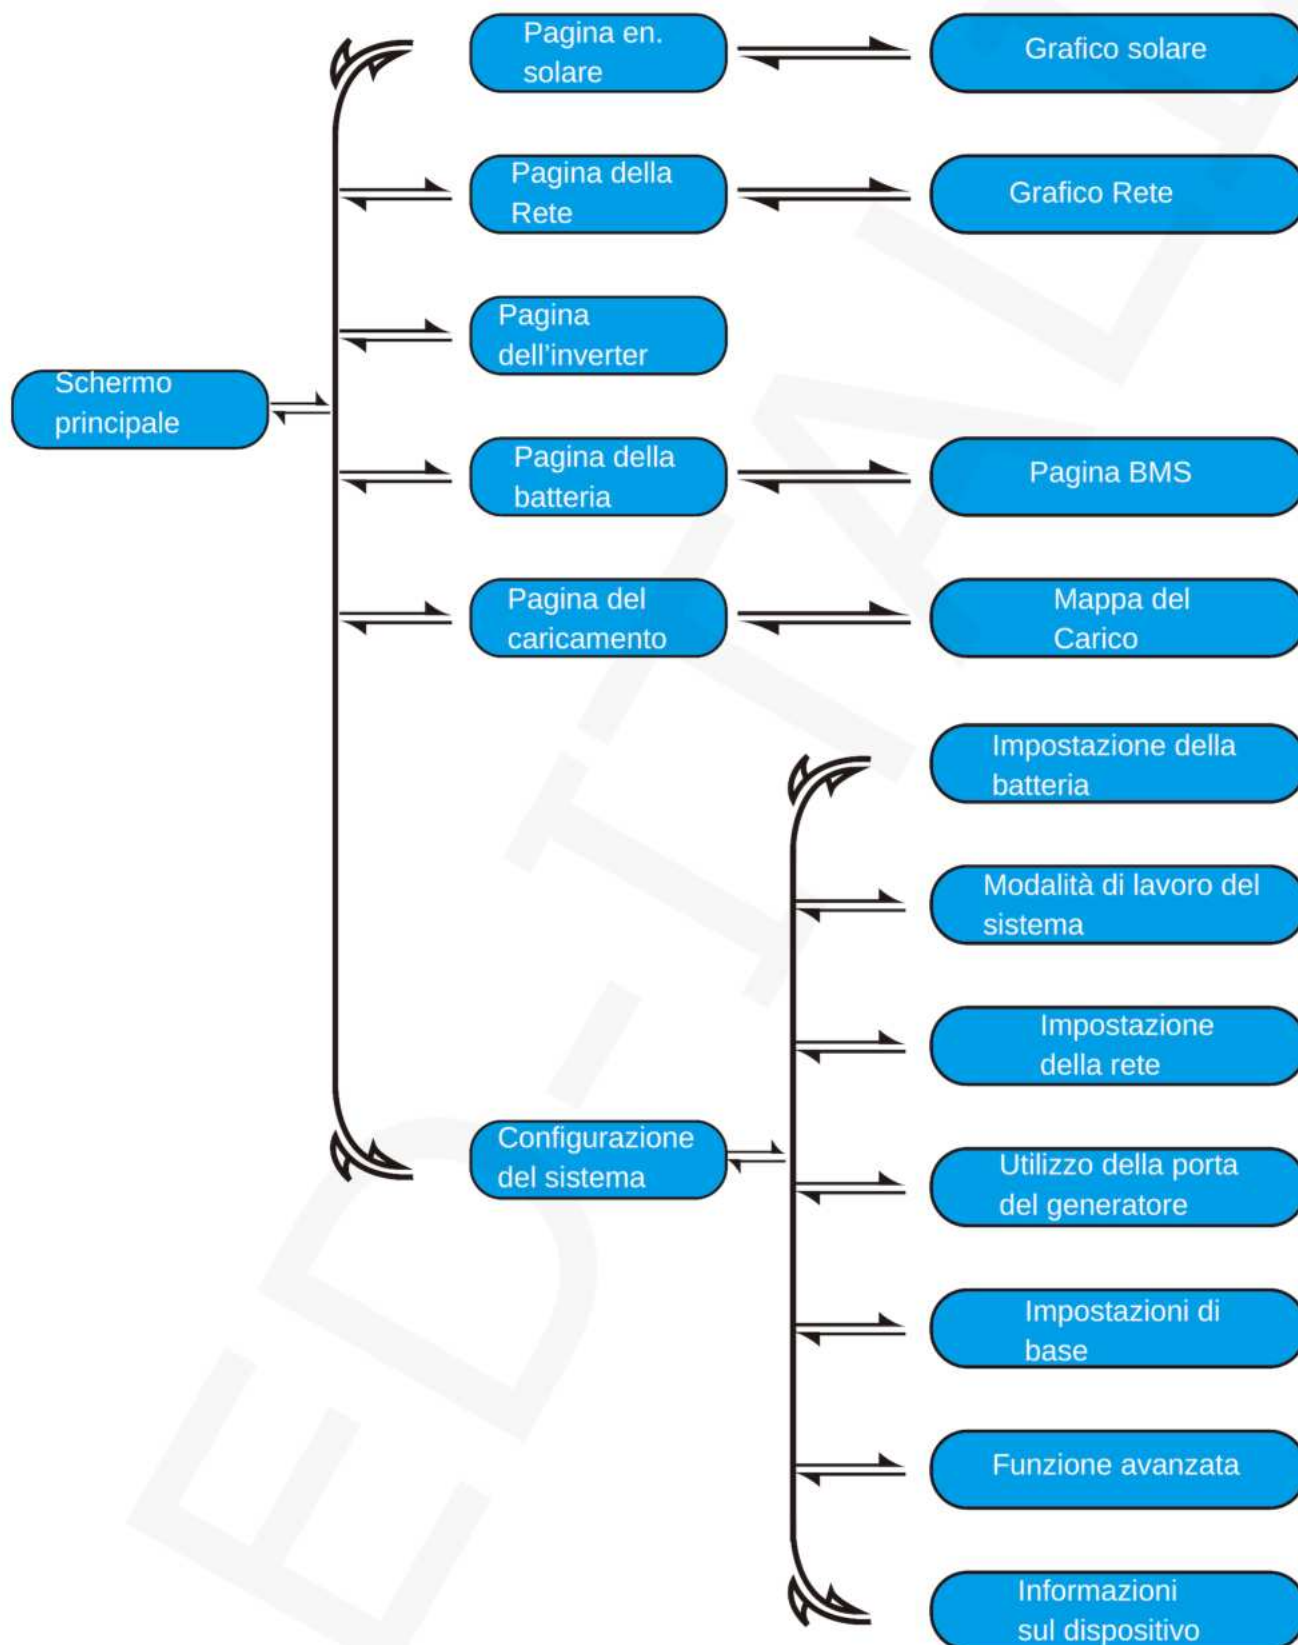 Pagina en.
solare
Grafico solare
Pagina della
Rete
Grafico Rete
Pagina
dell'inverter
Schermo
principale
Pagina della
batteria
Pagina BMS
Pagina del
caricamento
Mappa del
Carico
Impostazione della
batteria
Modalità di lavoro del
sistema
Impostazione
della rete
Configurazione
del sistema
Utilizzo della porta
del generatore
Impostazioni di
base
Funzione avanzata
Informazioni
sul dispositivo